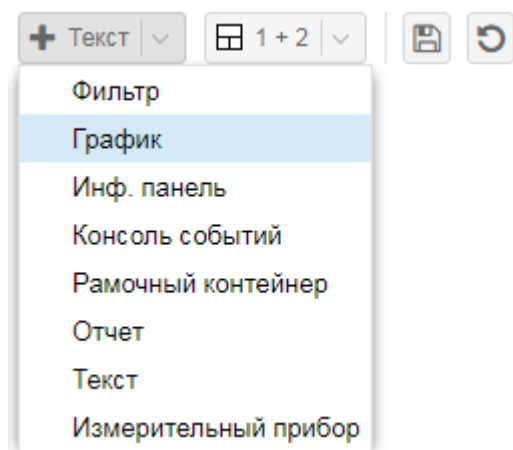 Текст
1 + 2
Фильтр
График
Инф. панель
Консоль событий
Рамочный контейнер
Отчет
Текст
Измерительный прибор